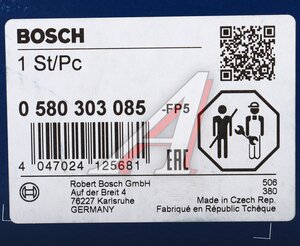 BOSCH
1 St/Pc
0 580 303 085
-FP5
4 047024 125681
EAC
Robert Bosch GmbH
Auf der Breit 4
76227 Karlsruhe
GERMANY
506
380
Made in Czech Rep.
Fabriqué en République Tchèque